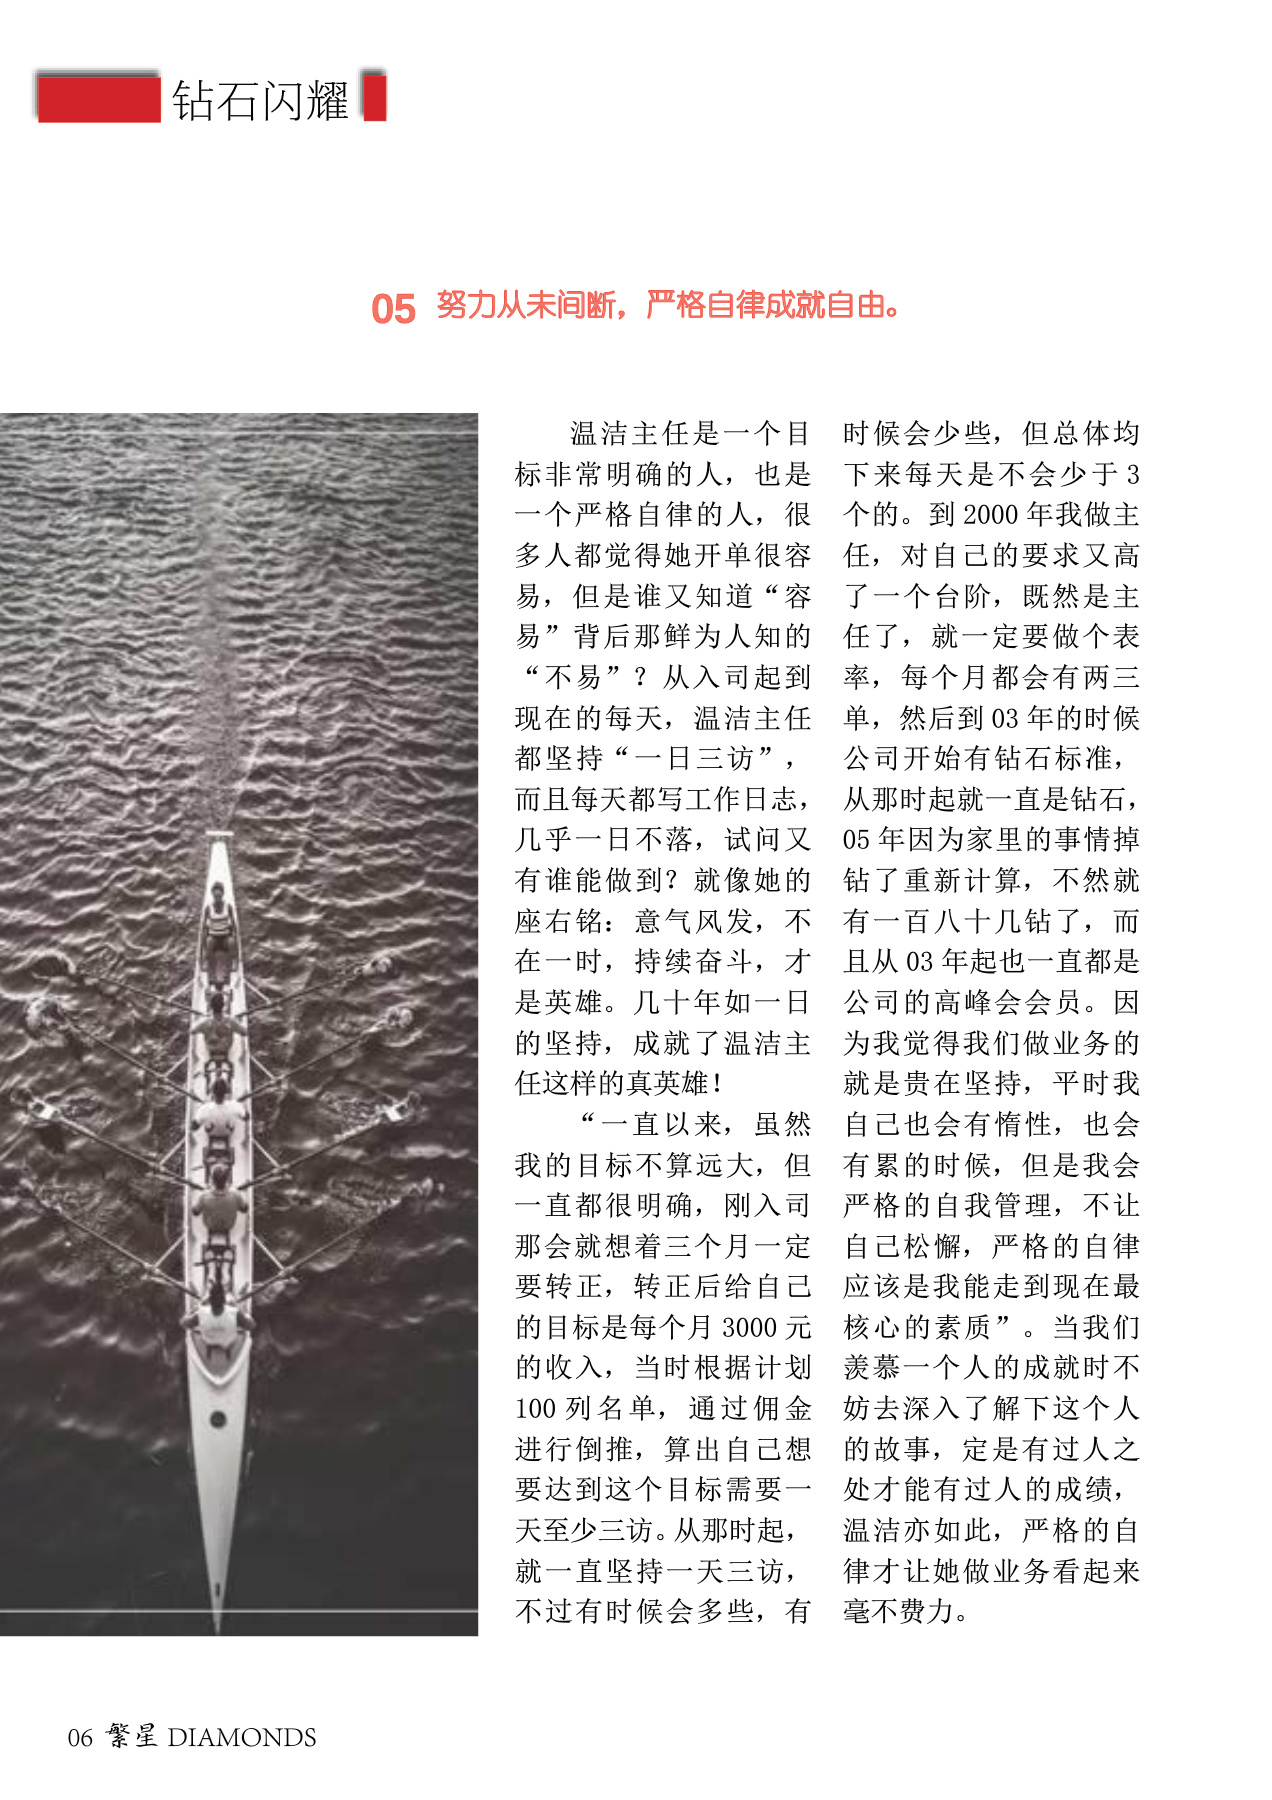 钻石闪耀
05 努力从未间断，严格自律成就自由。
温洁主任是一个目
标非常明确的人，也是
一个严格自律的人，很
多人都觉得她开单很容
易，但是谁又知道“容
易”背后那鲜为人知的
“不易”？从入司起到
现在的每天，温洁主任
都坚持“一日三访”，
而且每天都写工作日志，
几乎一日不落，试问又
有谁能做到？就像她的
座右铭：意气风发，不
在一时，持续奋斗，才
是英雄。几十年如一日
的坚持，成就了温洁主
任这样的真英雄！
“一直以来，虽然
我的目标不算远大，但
一直都很明确，刚入司
那会就想着三个月一定
要转正，转正后给自己
的目标是每个月 3000 元
的收入，当时根据计划
100 列名单，通过佣金
进行倒推，算出自己想
要达到这个目标需要一
天至少三访。从那时起，
就一直坚持一天三访，
不过有时候会多些，有
时候会少些，但总体均
下来每天是不会少于 3
个的。到 2000 年我做主
任，对自己的要求又高
了一个台阶，既然是主
任了，就一定要做个表
率，每个月都会有两三
单，然后到 03 年的时候
公司开始有钻石标准，
从那时起就一直是钻石，
05 年因为家里的事情掉
钻了重新计算，不然就
有一百八十几钻了，而
且从 03 年起也一直都是
公司的高峰会会员。因
为我觉得我们做业务的
就是贵在坚持，平时我
自己也会有惰性，也会
有累的时候，但是我会
严格的自我管理，不让
自己松懈，严格的自律
应该是我能走到现在最
核心的素质”。当我们
羡慕一个人的成就时不
妨去深入了解下这个人
的故事，定是有过人之
处才能有过人的成绩，
温洁亦如此，严格的自
律才让她做业务看起来
毫不费力。
06 繁星 DIAMONDS